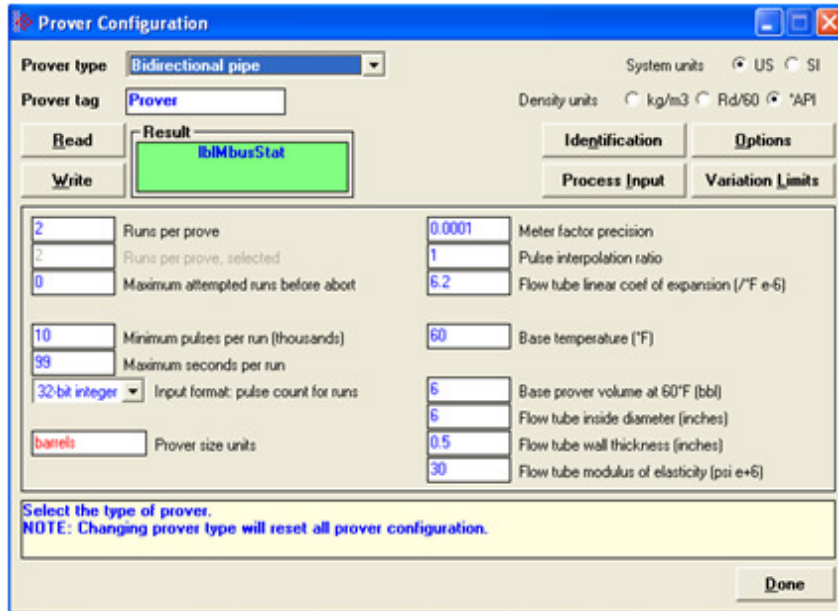 Prover Configuration
Prover type Bidirectional pipe System units US SI
Prover tag Prover Density units kg/m3 Rd/60 °API
Read Result Identification Options
lblMbusStat
Write Process Input Variation Limits
2 Runs per prove 0.0001 Meter factor precision
2 Runs per prove, selected 1 Pulse interpolation ratio
0 Maximum attempted runs before abort 6.2 Flow tube linear coef of expansion (/°F e-6)
10 Minimum pulses per run (thousands) 60 Base temperature (°F)
99 Maximum seconds per run
32-bit integer Input format: pulse count for runs 6 Base prover volume at 60°F (bbl)
6 Flow tube inside diameter (inches)
barrels Prover size units 0.5 Flow tube wall thickness (inches)
30 Flow tube modulus of elasticity (psi e+6)
Select the type of prover.
NOTE: Changing prover type will reset all prover configuration.
Done